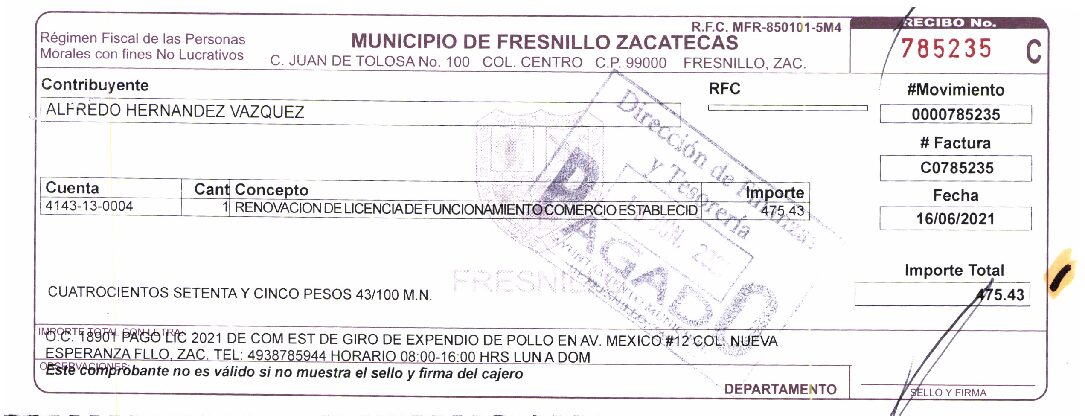 Régimen Fiscal de las Personas
Morales con fines No Lucrativos
R.F.C. MFR-850101-5M4
MUNICIPIO DE FRESNILLO ZACATECAS
C. JUAN DE TOLOSA No. 100 COL. CENTRO C.P. 99000 FRESNILLO, ZAC.
RECIBO No.
785235 C
Contribuyente
ALFREDO HERNANDEZ VAZQUEZ
RFC
#Movimiento
0000785235
# Factura
C0785235
Fecha
16/06/2021
Cuenta Cant Concepto Importe
4143-13-0004 1 RENOVACION DE LICENCIA DE FUNCIONAMIENTO COMERCIO ESTABLECID 475.43
Dirección de
y Tesorería
PAGADO
FRESNILLO
Importe Total
475.43
CUATROCIENTOS SETENTA Y CINCO PESOS 43/100 M.N.
IMPORTE TOTAL CON LETRA:
O.C. 18901 PAGO LIC 2021 DE COM EST DE GIRO DE EXPENDIO DE POLLO EN AV. MEXICO #12 COL. NUEVA
ESPERANZA FLLO, ZAC. TEL: 4938785944 HORARIO 08:00-16:00 HRS LUN A DOM
OBSERVACIONES:
Este comprobante no es válido si no muestra el sello y firma del cajero
DEPARTAMENTO
SELLO Y FIRMA